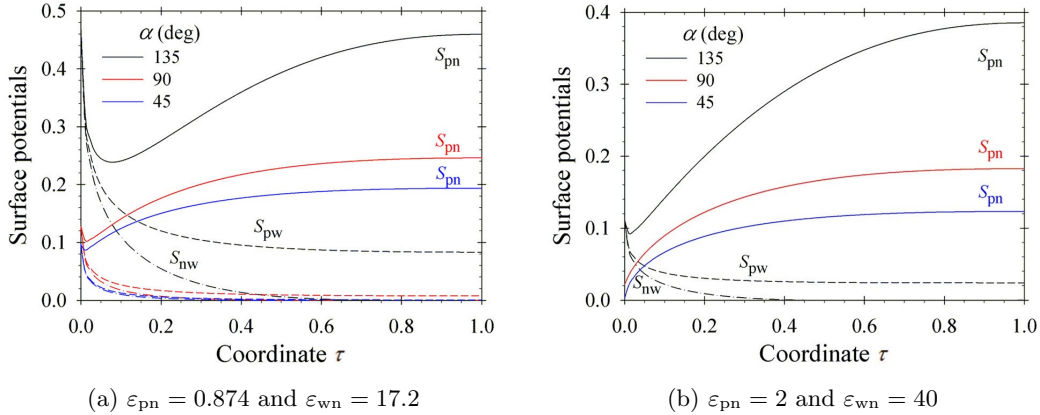 0.5
0.4
0.3
0.2
0.1
0.0
Surface potentials
α (deg)
135
90
45
S_pn
S_pn
S_pn
S_pw
S_nw
0.0 0.2 0.4 0.6 0.8 1.0
Coordinate τ
(a) ε_pn = 0.874 and ε_wn = 17.2
0.4
0.3
0.2
0.1
0.0
Surface potentials
α (deg)
135
90
45
S_pn
S_pn
S_pn
S_pw
S_nw
0.0 0.2 0.4 0.6 0.8 1.0
Coordinate τ
(b) ε_pn = 2 and ε_wn = 40